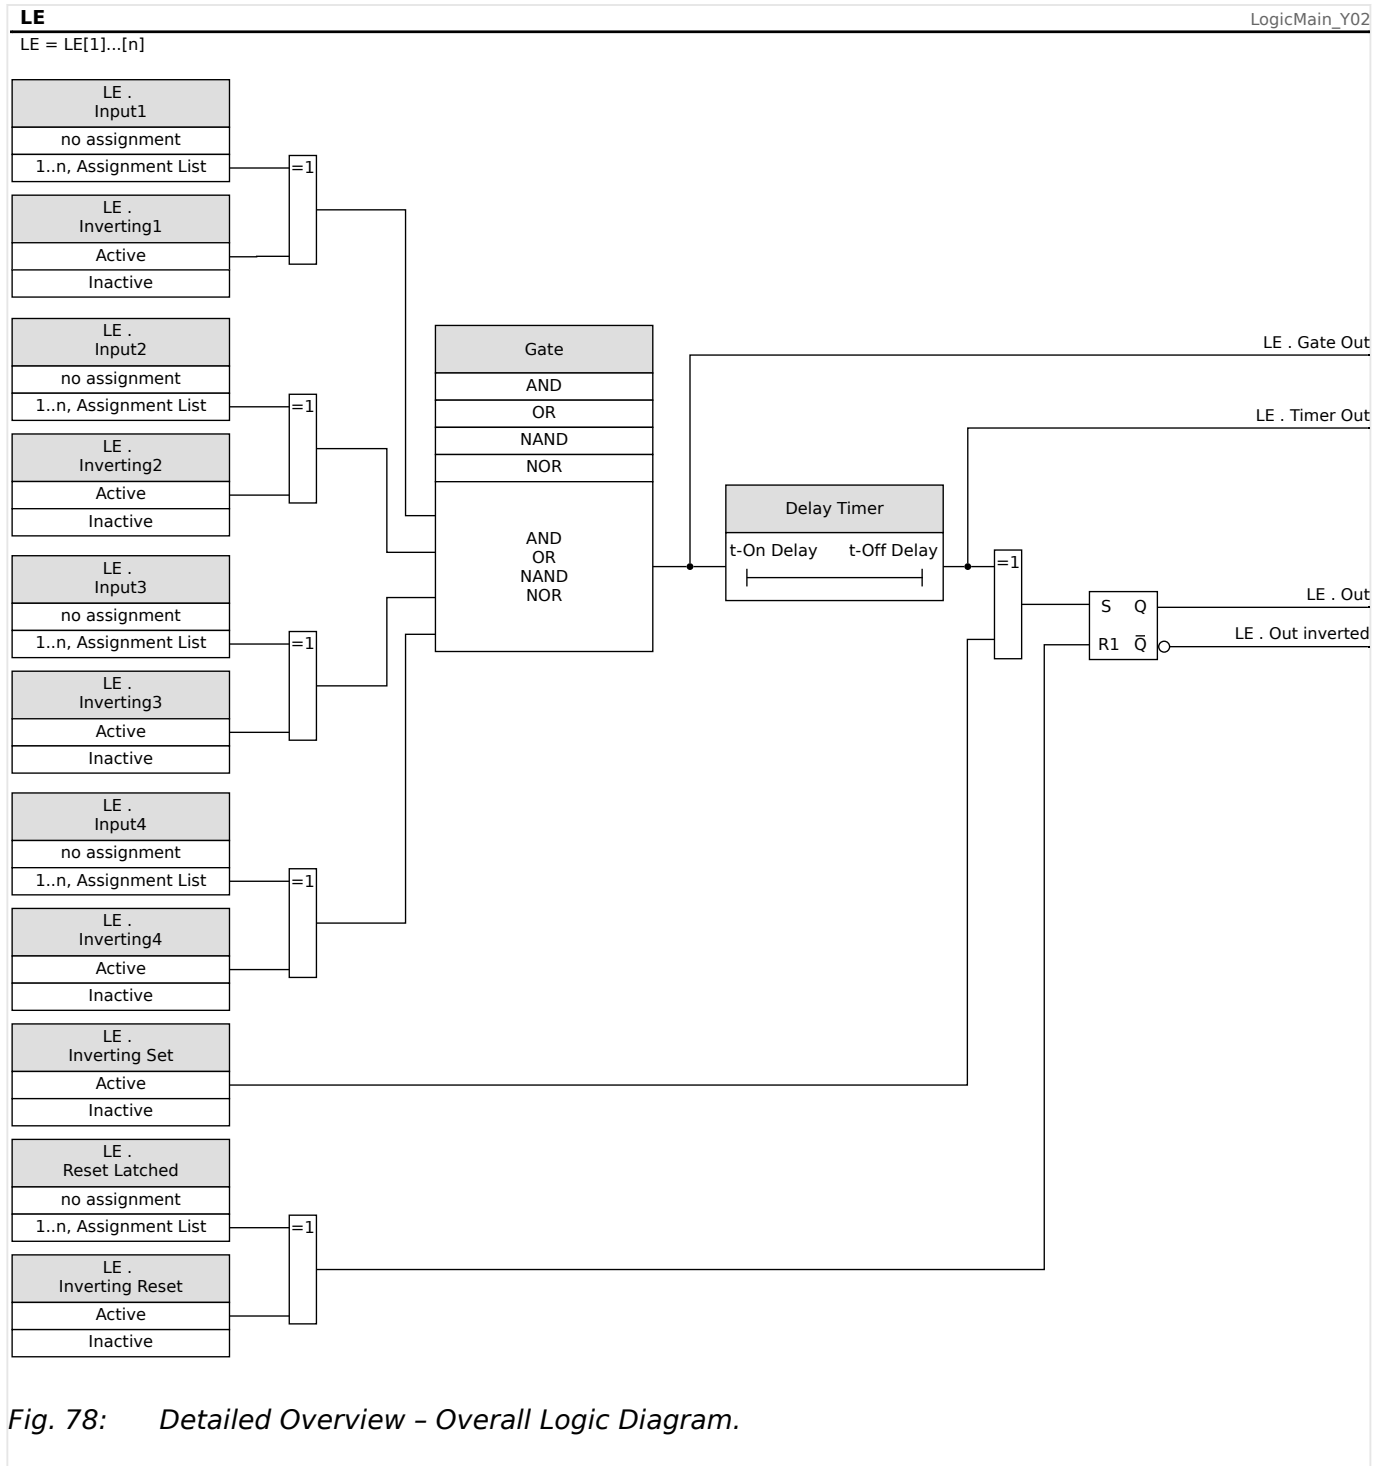 LE
LogicMain_Y02
LE = LE[1]...[n]
LE .
Input1
no assignment
1..n, Assignment List
=1
LE .
Inverting1
Active
Inactive
LE .
Input2
no assignment
1..n, Assignment List
=1
LE .
Inverting2
Active
Inactive
LE .
Input3
no assignment
1..n, Assignment List
=1
LE .
Inverting3
Active
Inactive
LE .
Input4
no assignment
1..n, Assignment List
=1
LE .
Inverting4
Active
Inactive
LE .
Inverting Set
Active
Inactive
LE .
Reset Latched
no assignment
1..n, Assignment List
=1
LE .
Inverting Reset
Active
Inactive
Gate
AND
OR
NAND
NOR
AND
OR
NAND
NOR
Delay Timer
t-On Delay t-Off Delay
=1
S Q
R1 Q̅
LE . Gate Out
LE . Timer Out
LE . Out
LE . Out inverted
Fig. 78: Detailed Overview – Overall Logic Diagram.